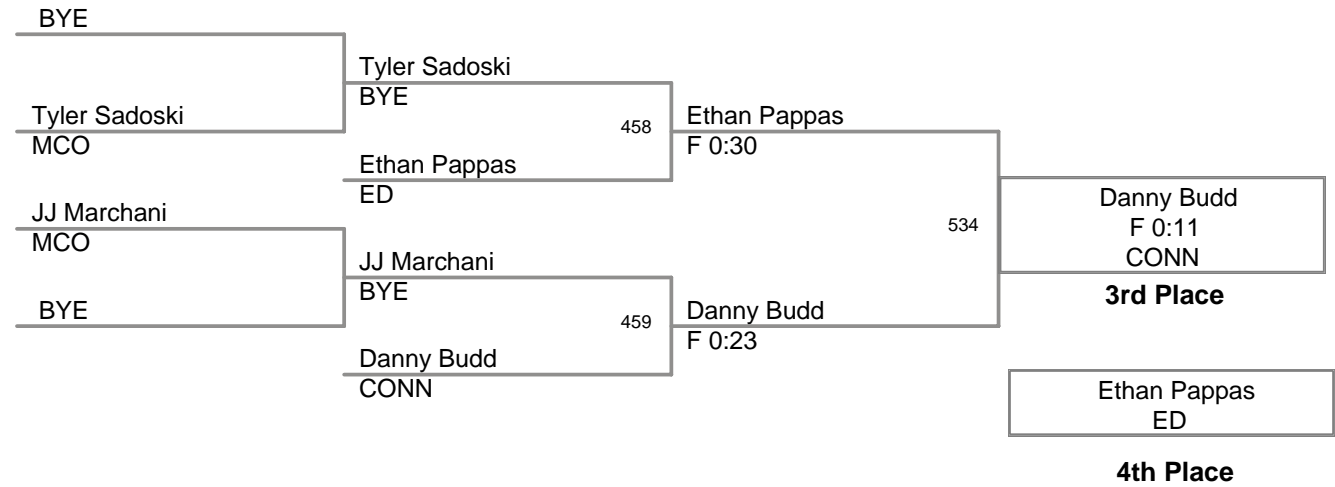 BYE
Tyler Sadoski
BYE
Tyler Sadoski
MCO
458
Ethan Pappas
F 0:30
Ethan Pappas
ED
JJ Marchani
MCO
534
Danny Budd
F 0:11
CONN
3rd Place
JJ Marchani
BYE
BYE
459
Danny Budd
F 0:23
Danny Budd
CONN
Ethan Pappas
ED
4th Place